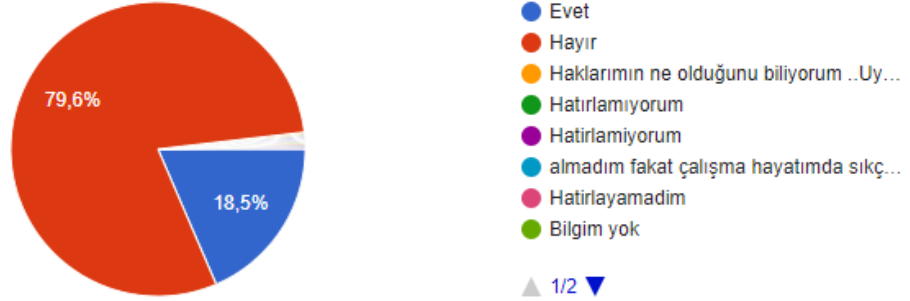 79,6%
18,5%
Evet
Hayır
Haklarımın ne olduğunu biliyorum ..Uy...
Hatırlamıyorum
Hatirlamiyorum
almadım fakat çalışma hayatımda sıkç...
Hatirlayamadim
Bilgim yok
1/2